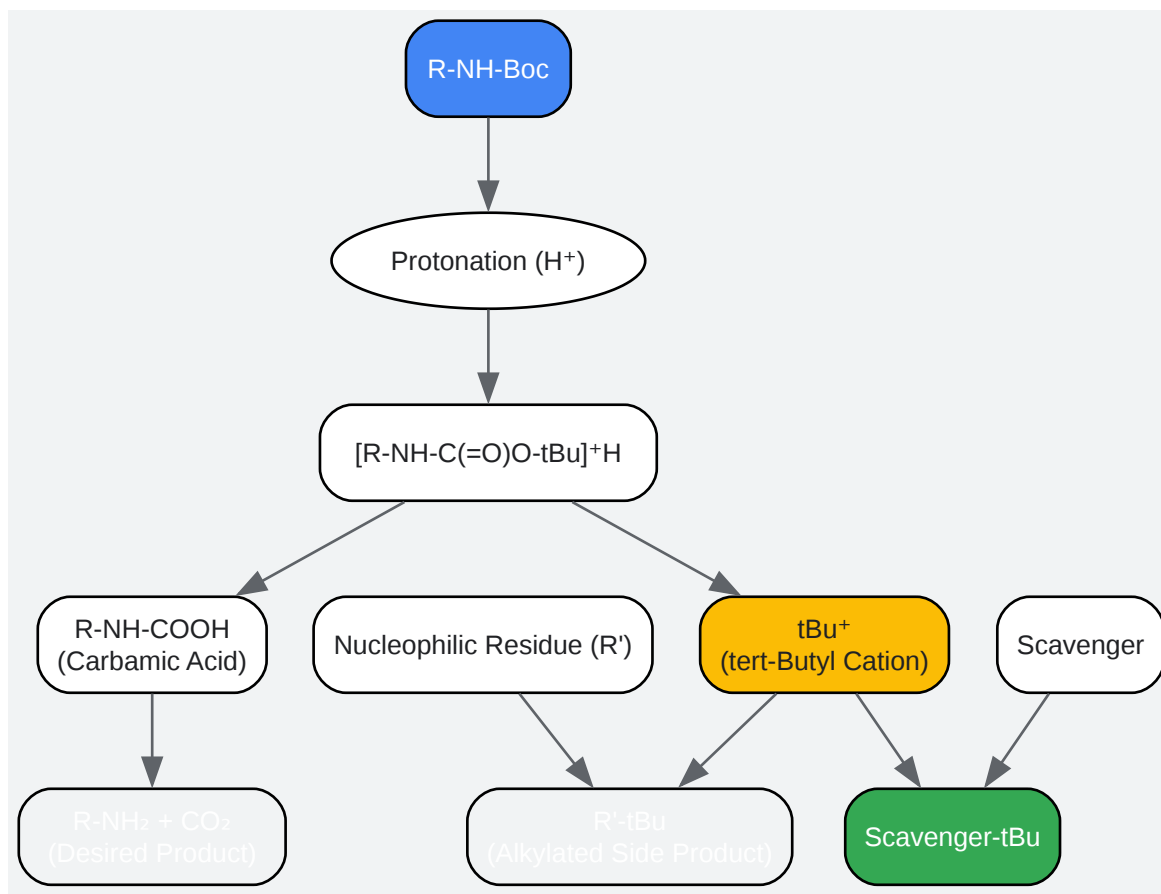 R-NH-Boc
Protonation (H⁺)
[R-NH-C(=O)O-tBu]⁺H
R-NH-COOH
(Carbamic Acid)
Nucleophilic Residue (R')
tBu⁺
(tert-Butyl Cation)
Scavenger
R-NH₂ + CO₂
(Desired Product)
R'-tBu
(Alkylated Side Product)
Scavenger-tBu